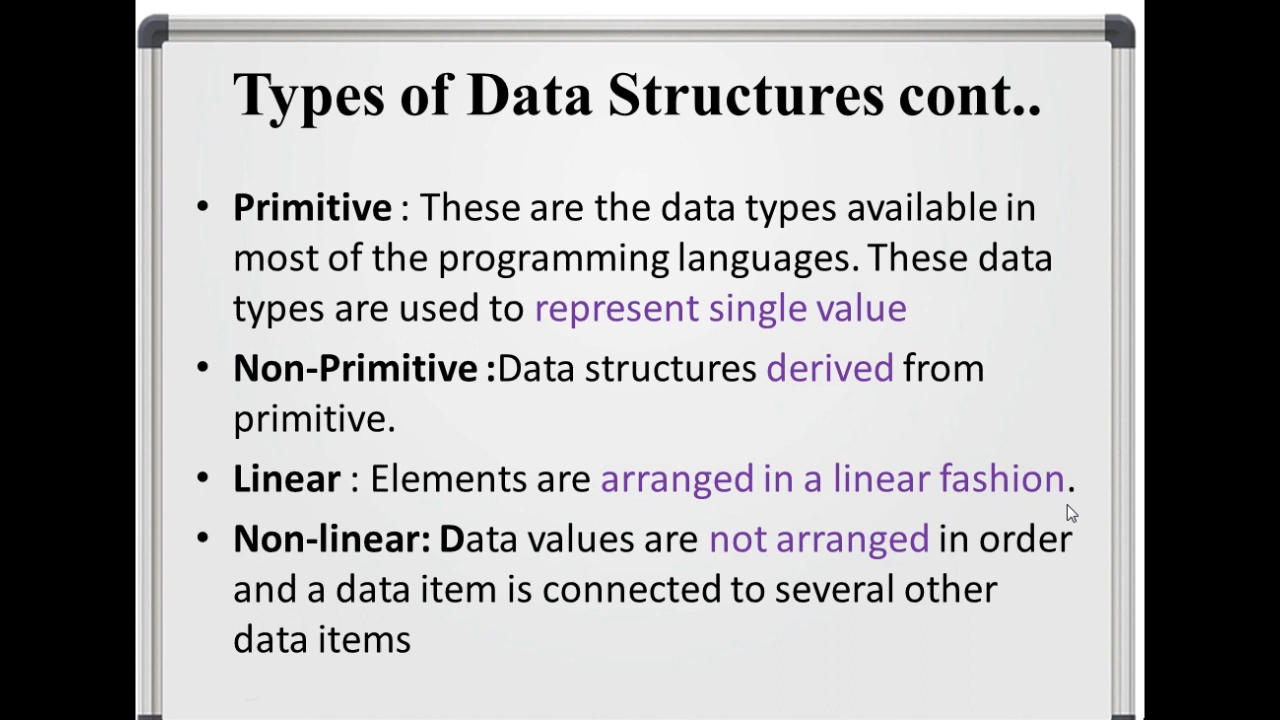 Types of Data Structures cont..
• Primitive : These are the data types available in
most of the programming languages. These data
types are used to represent single value
• Non-Primitive :Data structures derived from
primitive.
• Linear : Elements are arranged in a linear fashion.
• Non-linear: Data values are not arranged in order
and a data item is connected to several other
data items